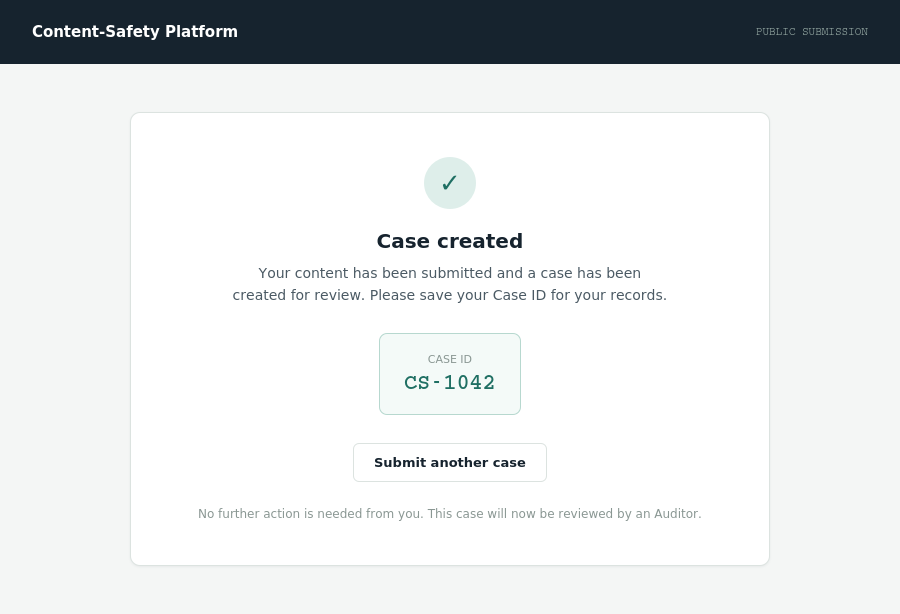 Content-Safety Platform
PUBLIC SUBMISSION
✓
Case created
Your content has been submitted and a case has been
created for review. Please save your Case ID for your records.
CASE ID
CS-1042
Submit another case
No further action is needed from you. This case will now be reviewed by an Auditor.